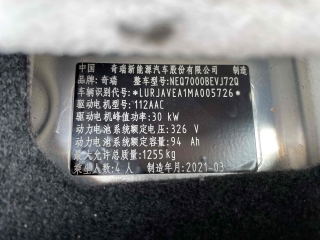 中国 奇瑞新能源汽车股份有限公司 制造
品牌:奇瑞 整车型号:NEQ7000BEVJ72Q
车辆识别代号:*LURJAVEA1MA005726*
驱动电机型号:112AAC
驱动电机峰值功率:30 kW
动力电池系统额定电压:326 V
动力电池系统额定容量:94 Ah
最大允许总质量:1255kg
乘坐人数:4人 制造年月:2021-03